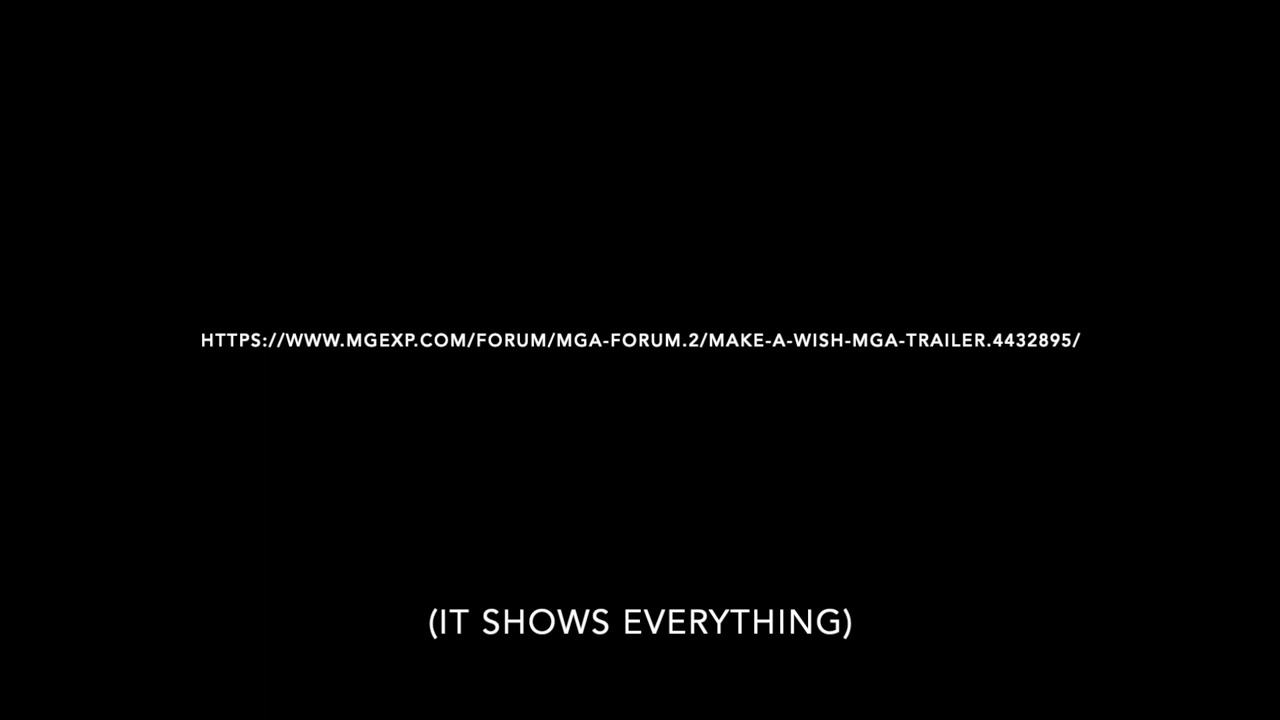 HTTPS://WWW.MGEXP.COM/FORUM/MGA-FORUM.2/MAKE-A-WISH-MGA-TRAILER.4432895/
(IT SHOWS EVERYTHING)